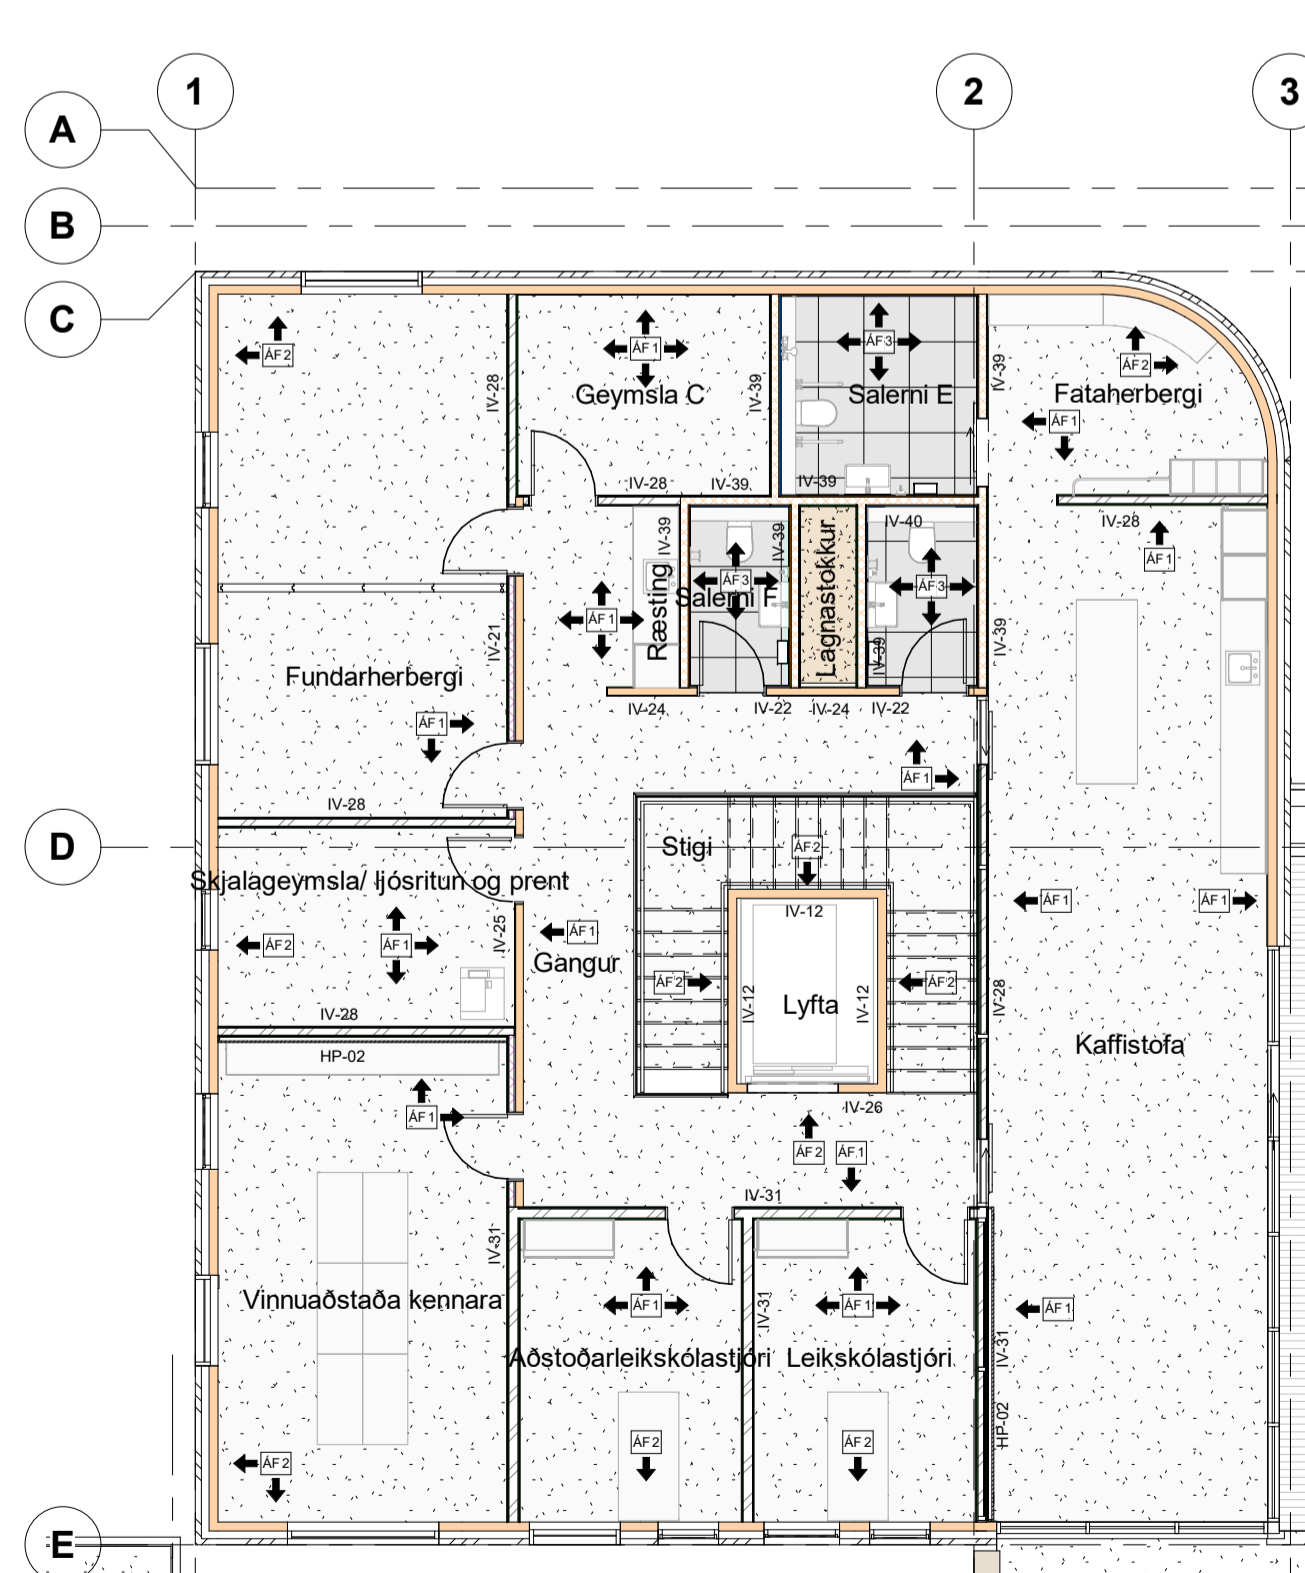 1
2
3
A
B
C
D
E
ÁF2
IV-28
ÁF1
Geymsla C
IV-39
ÁF3
Salerni E
IV-39
ÁF2
Fataherbergi
ÁF1
IV-28
IV-39
IV-39
IV-40
IV-28
ÁF1
IV-39
IV-39
ÁF3
Salerni F
Ræsting
Lagnastokkur
ÁF3
IV-39
IV-39
ÁF1
IV-21
Fundarherbergi
ÁF1
IV-24
IV-22
IV-24
IV-22
ÁF1
IV-28
Stigi
ÁF2
Skjalageymsla/ ljósritun og prent
IV-12
ÁF1
ÁF1
IV-25
ÁF1
Gangur
ÁF2
ÁF1
ÁF2
IV-12
Lyfta
IV-12
ÁF2
IV-28
IV-28
Kaffistofa
HP-02
ÁF1
IV-26
ÁF2
ÁF1
IV-31
IV-31
Vinnuaðstaða kennara
ÁF1
IV-31
ÁF1
ÁF1
IV-31
Aðstoðarleikskólastjóri
Leikskólastjóri
HP-02
ÁF2
ÁF2
ÁF2